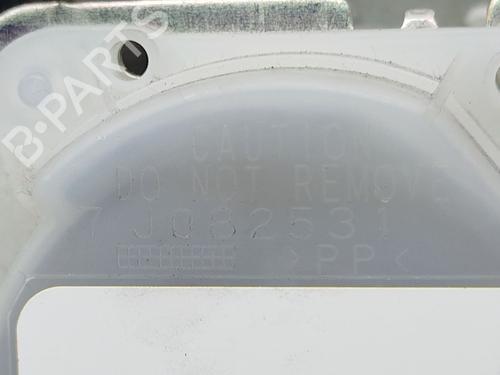 B-PARTS
CAUTION
DO NOT REMOVE
7J082531
>PP<